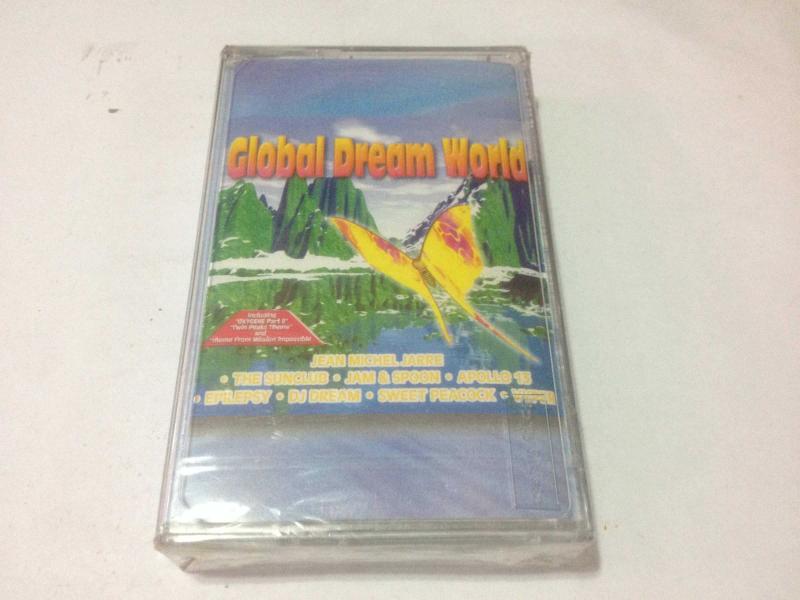 Global Dream World
Including
"OXYGENE Part 8"
"Twin Peaks Theme"
and
"Theme From Mission Impossible"
JEAN MICHEL JARRE
• THE SUNCLUB • JAM & SPOON • APOLLO 13
• EPILEPSY • DJ DREAM • SWEET PEACOCK •